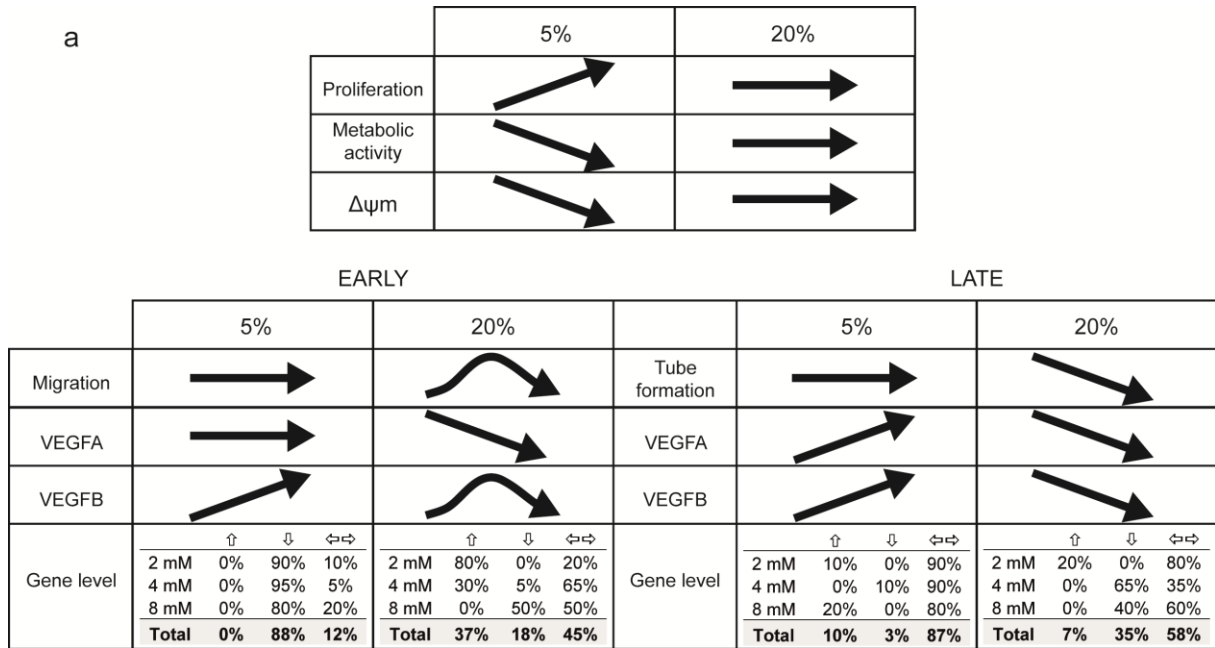 a
5% 20%
Proliferation
Metabolic
activity
Δψm
EARLY LATE
5% 20% 5% 20%
Migration Tube
formation
VEGFA VEGFA
VEGFB VEGFB
Gene level
⇧ ⇩ ⇦⇨
2 mM 0% 90% 10%
4 mM 0% 95% 5%
8 mM 0% 80% 20%
Total 0% 88% 12%
⇧ ⇩ ⇦⇨
2 mM 80% 0% 20%
4 mM 30% 5% 65%
8 mM 0% 50% 50%
Total 37% 18% 45%
Gene level
⇧ ⇩ ⇦⇨
2 mM 10% 0% 90%
4 mM 0% 10% 90%
8 mM 20% 0% 80%
Total 10% 3% 87%
⇧ ⇩ ⇦⇨
2 mM 20% 0% 80%
4 mM 0% 65% 35%
8 mM 0% 40% 60%
Total 7% 35% 58%